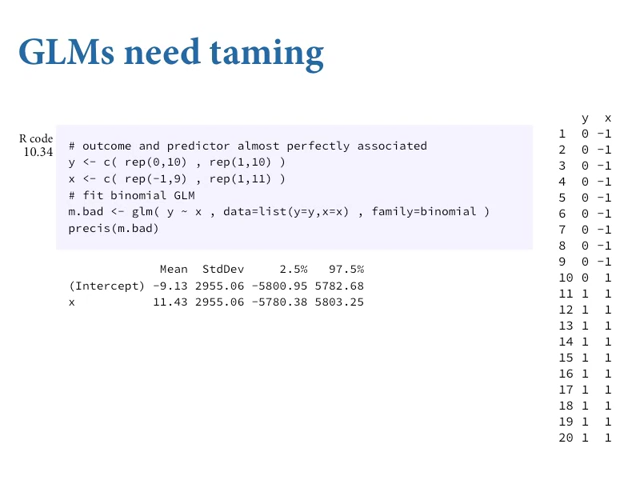 GLMs need taming
R code
10.34
# outcome and predictor almost perfectly associated
y <- c( rep(0,10) , rep(1,10) )
x <- c( rep(-1,9) , rep(1,11) )
# fit binomial GLM
m.bad <- glm( y ~ x , data=list(y=y,x=x) , family=binomial )
precis(m.bad)
Mean StdDev 2.5% 97.5%
(Intercept) -9.13 2955.06 -5800.95 5782.68
x 11.43 2955.06 -5780.38 5803.25
y x
1 0 -1
2 0 -1
3 0 -1
4 0 -1
5 0 -1
6 0 -1
7 0 -1
8 0 -1
9 0 -1
10 0 1
11 1 1
12 1 1
13 1 1
14 1 1
15 1 1
16 1 1
17 1 1
18 1 1
19 1 1
20 1 1